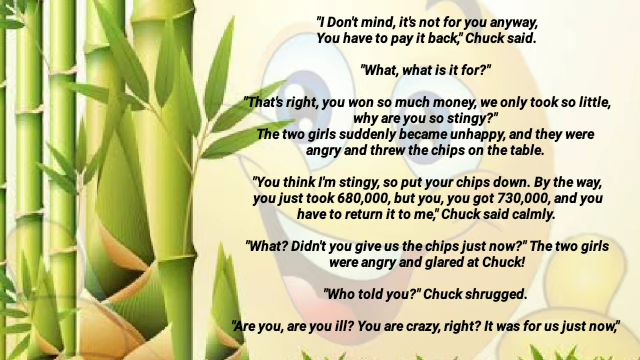 "I Don't mind, it's not for you anyway,
You have to pay it back," Chuck said.
"What, what is it for?"
"That's right, you won so much money, we only took so little,
why are you so stingy?"
The two girls suddenly became unhappy, and they were
angry and threw the chips on the table.
"You think I'm stingy, so put your chips down. By the way,
you just took 680,000, but you, you got 730,000, and you
have to return it to me," Chuck said calmly.
"What? Didn't you give us the chips just now?" The two girls
were angry and glared at Chuck!
"Who told you?" Chuck shrugged.
"Are you, are you ill? You are crazy, right? It was for us just now,"